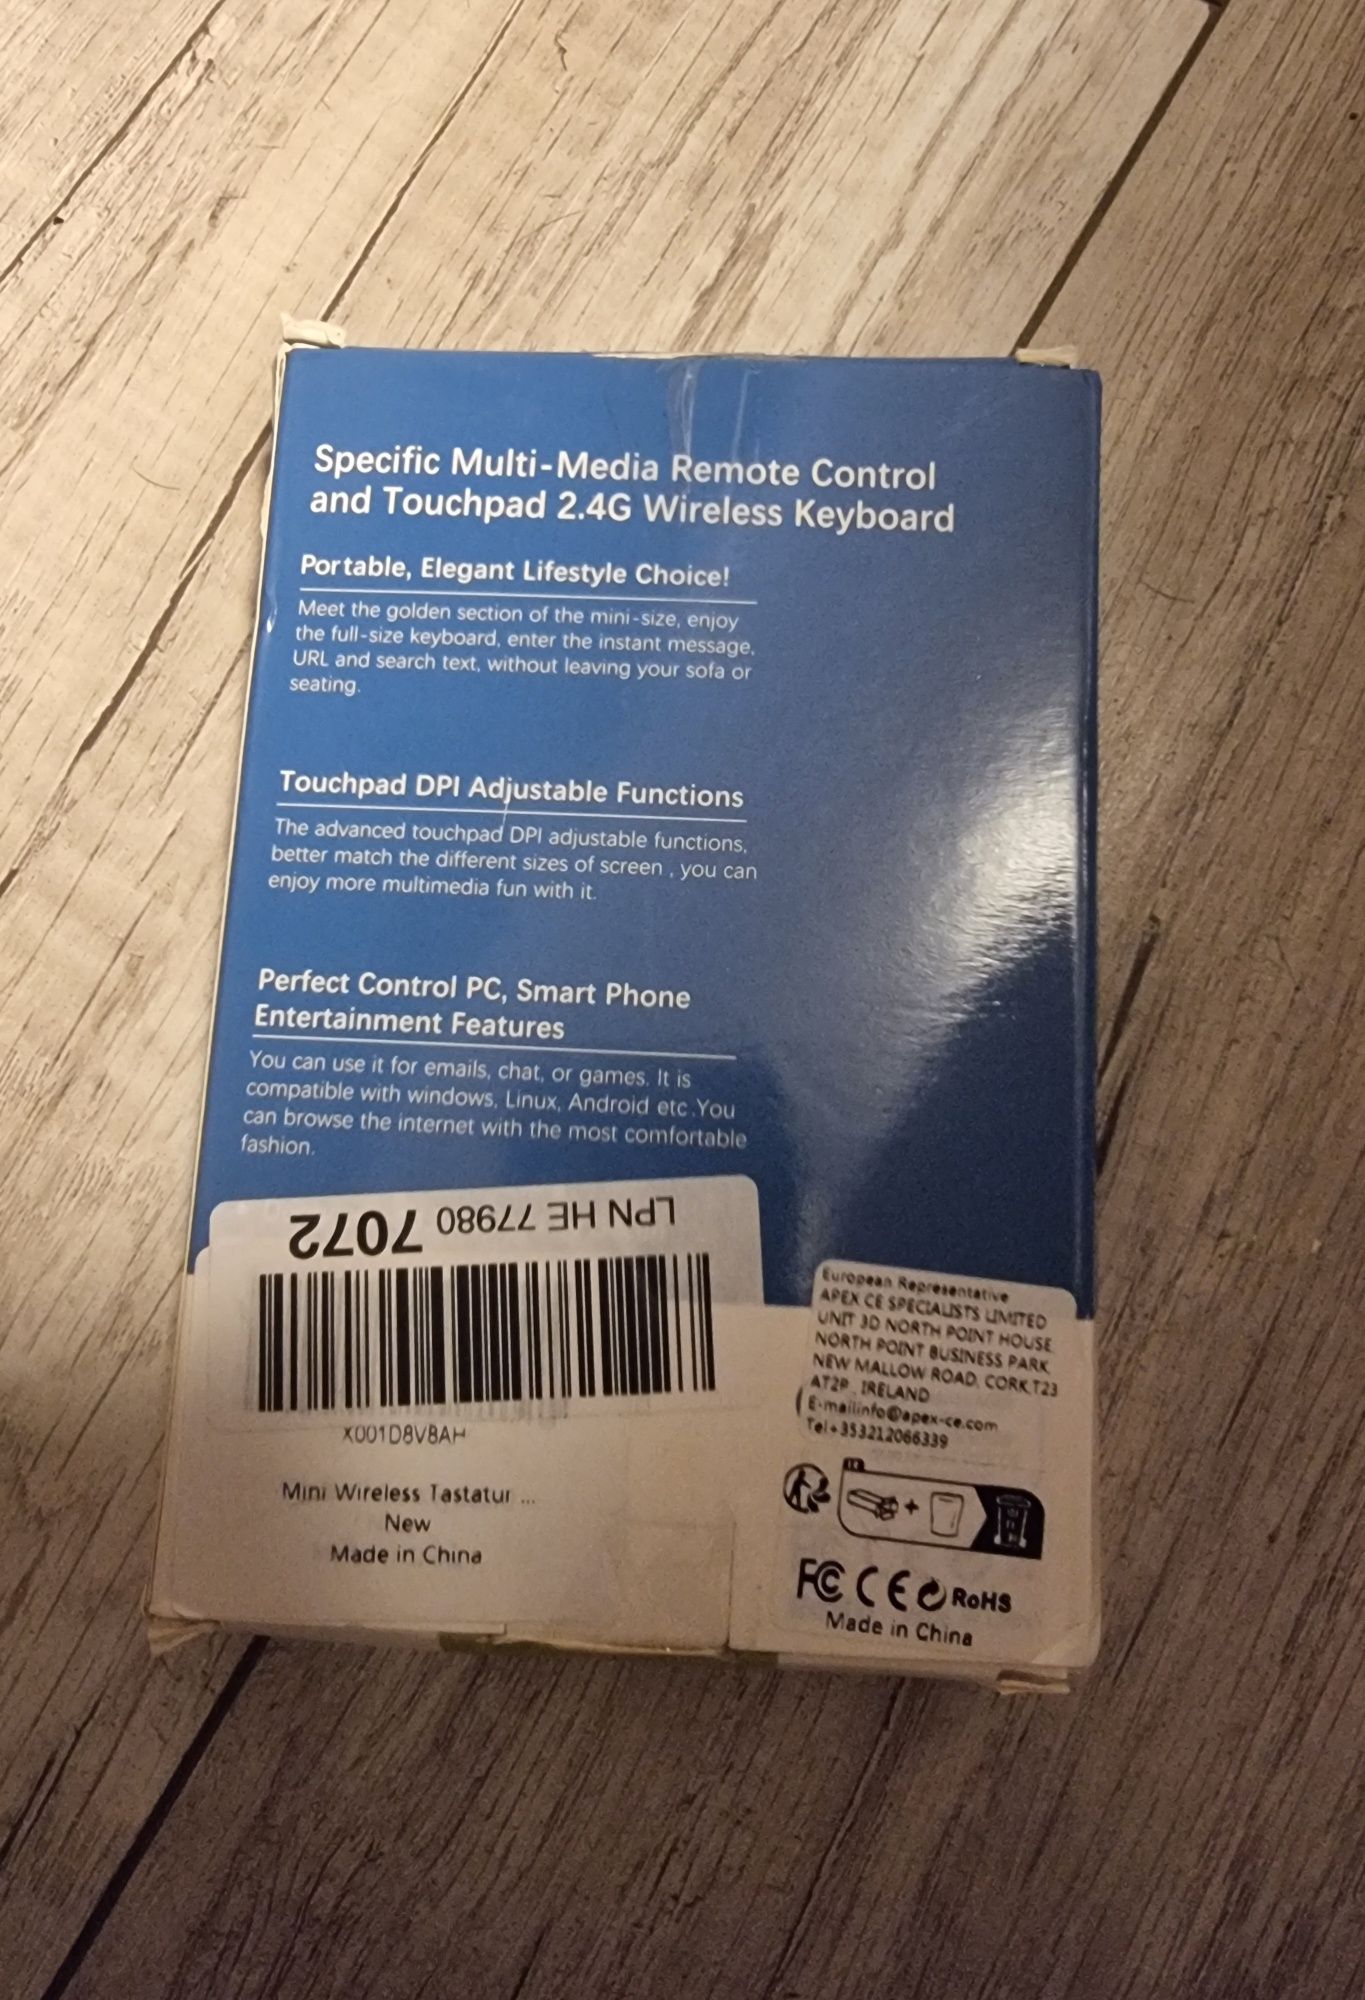 Specific Multi-Media Remote Control
and Touchpad 2.4G Wireless Keyboard
Portable, Elegant Lifestyle Choice!
Meet the golden section of the mini-size, enjoy
the full-size keyboard, enter the instant message,
URL and search text, without leaving your sofa or
seating.
Touchpad DPI Adjustable Functions
The advanced touchpad DPI adjustable functions,
better match the different sizes of screen , you can
enjoy more multimedia fun with it.
Perfect Control PC, Smart Phone
Entertainment Features
You can use it for emails, chat, or games. It is
compatible with windows, Linux, Android etc.You
can browse the internet with the most comfortable
fashion.
LPN HE 77980 7072
X001D8V8AH
Mini Wireless Tastatur ...
New
Made in China
European Representative
APEX CE SPECIALISTS LIMITED
UNIT 3D NORTH POINT HOUSE
NORTH POINT BUSINESS PARK,
NEW MALLOW ROAD, CORK,T23
AT2P , IRELAND
E-mailinfo@apex-ce.com
Tel+353212066339
FC CE RoHS
Made in China